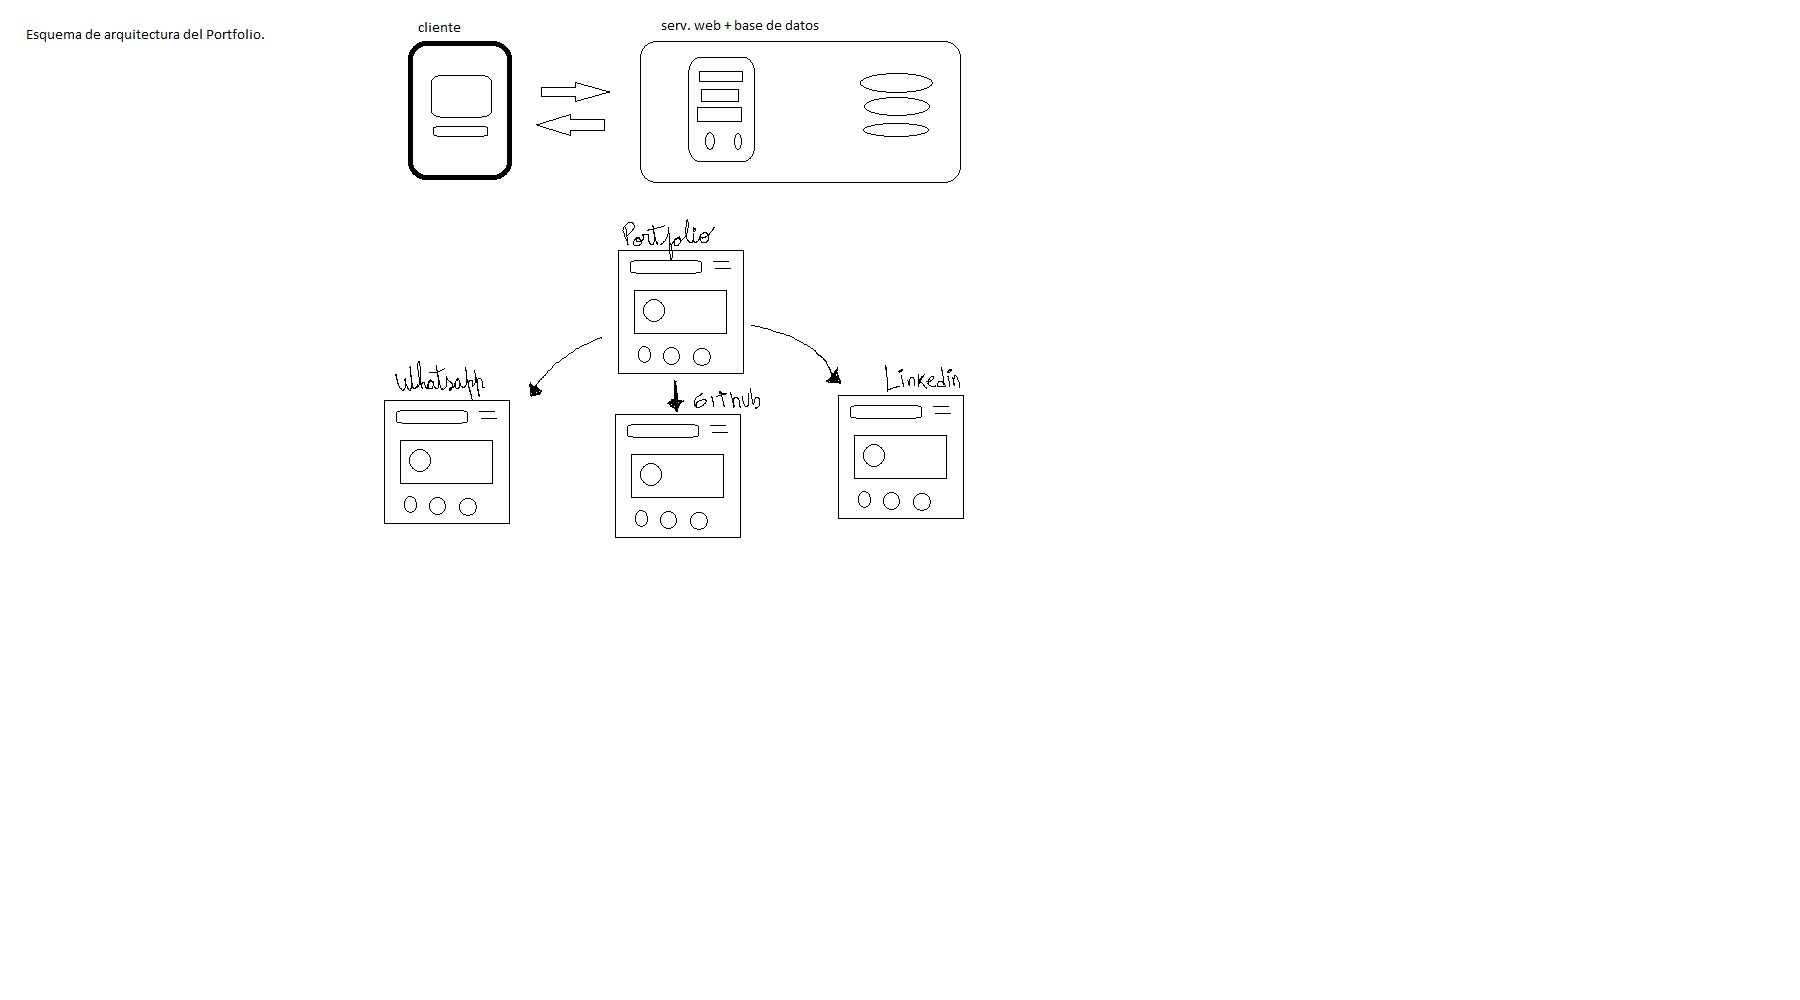 Esquema de arquitectura del Portfolio.
cliente
serv. web + base de datos
Portfolio
Whatsapp
Github
Linkedin